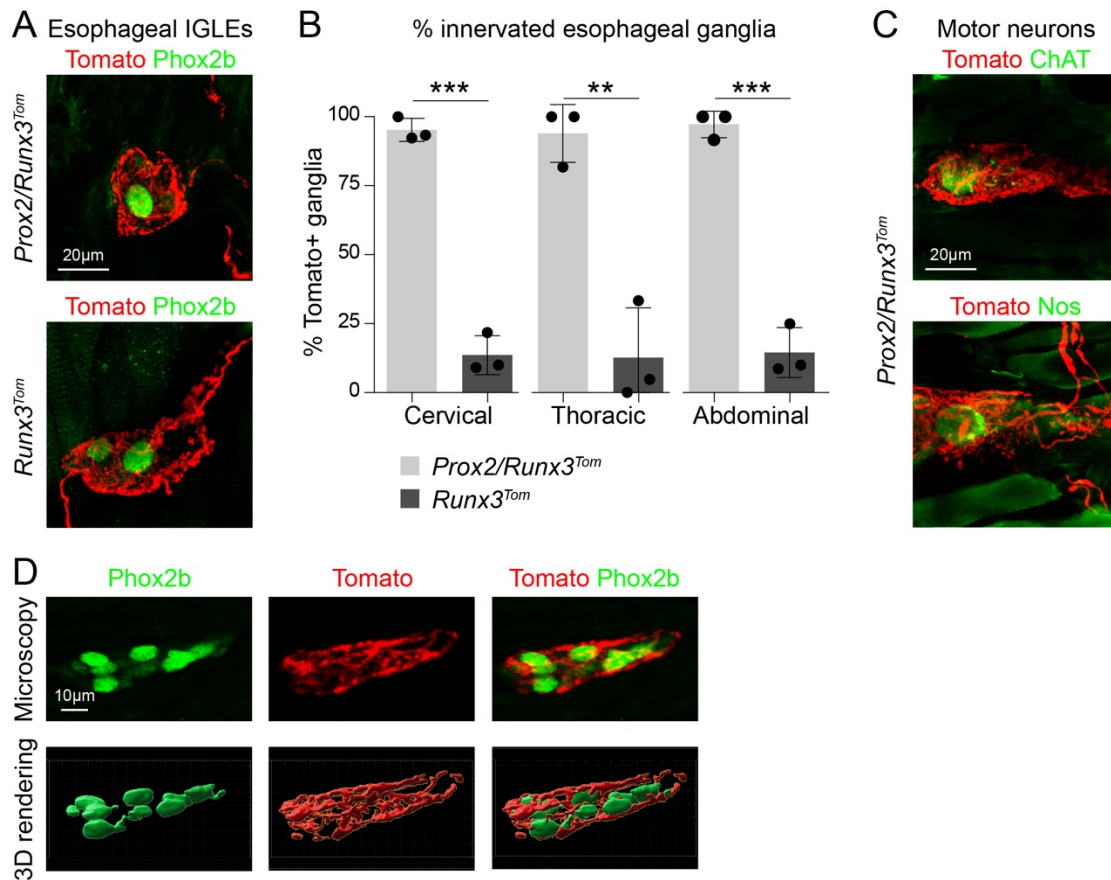 A Esophageal IGLEs
Tomato Phox2b
Prox2/Runx3Tom
20µm
Tomato Phox2b
Runx3Tom
B % innervated esophageal ganglia
% Tomato+ ganglia
100
75
50
25
0
*** ** ***
Cervical Thoracic Abdominal
Prox2/Runx3Tom
Runx3Tom
C Motor neurons
Tomato ChAT
Prox2/Runx3Tom
20µm
Tomato Nos
D Phox2b Tomato Tomato Phox2b
Microscopy
10µm
3D rendering